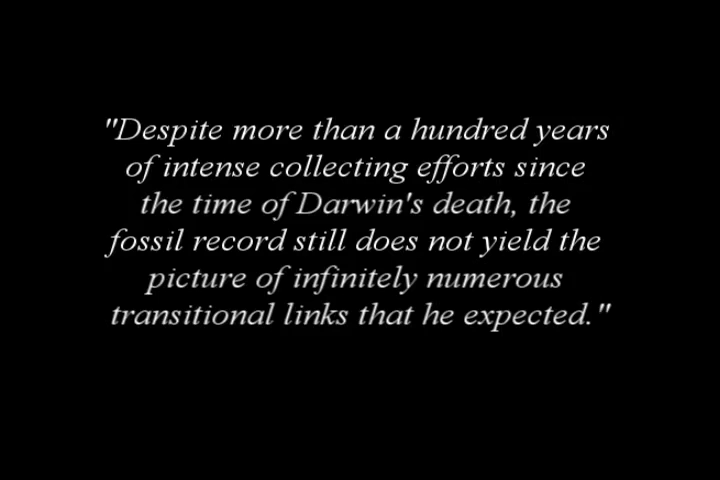 "Despite more than a hundred years
of intense collecting efforts since
the time of Darwin's death, the
fossil record still does not yield the
picture of infinitely numerous
transitional links that he expected."